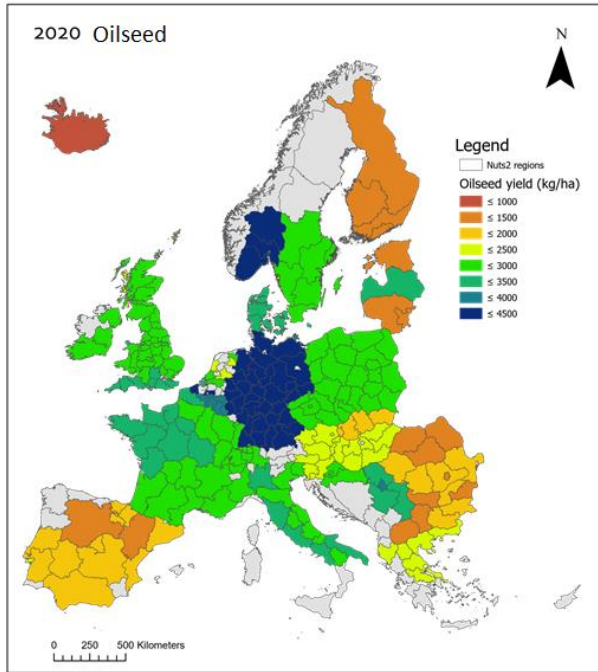 2020 Oilseed
N
Legend
Nuts2 regions
Oilseed yield (kg/ha)
≤ 1000
≤ 1500
≤ 2000
≤ 2500
≤ 3000
≤ 3500
≤ 4000
≤ 4500
0 250 500 Kilometers